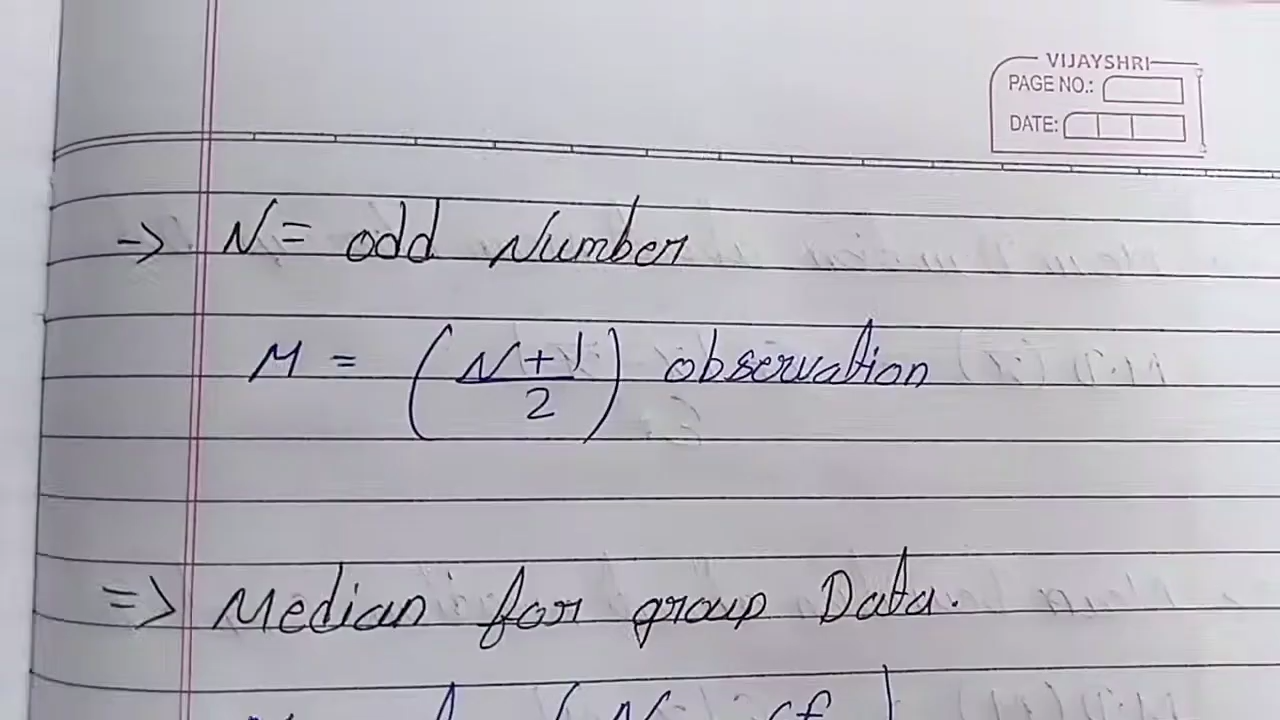 VIJAYSHRI
PAGE NO.:
DATE:
-> N = odd Number
M = (N+1/2) observation
=> Median for group Data.